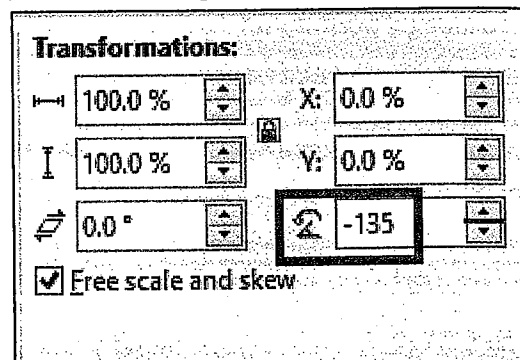 Transformations:
100.0 % X: 0.0 %
100.0 % Y: 0.0 %
0.0 ° -135
Free scale and skew